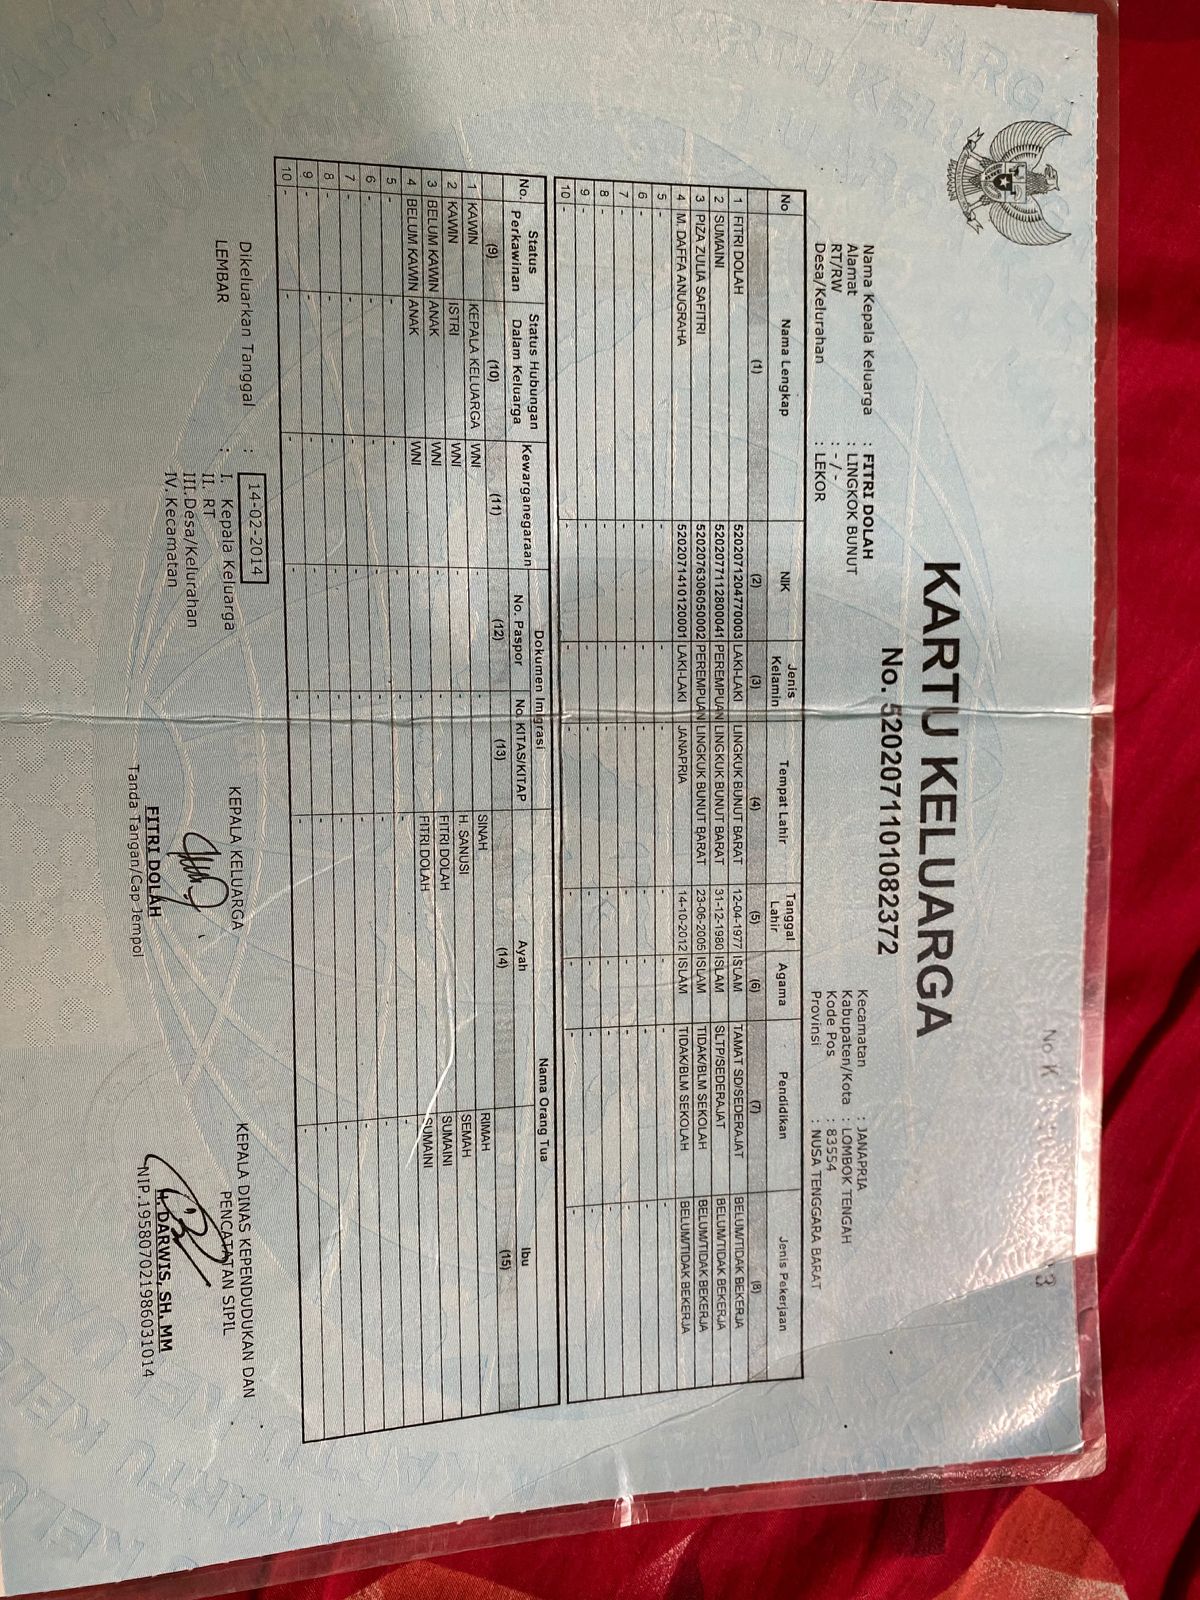 KARTU KELUARGA
No. 5202071101082372
Nama Kepala Keluarga : FITRI DOLAH
Alamat : LINGKOK BUNUT
RT/RW : - / -
Desa/Kelurahan : LEKOR
Kecamatan : JANAPRIA
Kabupaten/Kota : LOMBOK TENGAH
Kode Pos : 83554
Provinsi : NUSA TENGGARA BARAT
No Nama Lengkap NIK Jenis Kelamin Tempat Lahir Tanggal Lahir Agama Pendidikan Jenis Pekerjaan
(1) (2) (3) (4) (5) (6) (7) (8)
1 FITRI DOLAH 5202071204770003 LAKI-LAKI LINGKUK BUNUT BARAT 12-04-1977 ISLAM TAMAT SD/SEDERAJAT BELUM/TIDAK BEKERJA
2 SUMAINI 5202077112800041 PEREMPUAN LINGKUK BUNUT BARAT 31-12-1980 ISLAM SLTP/SEDERAJAT BELUM/TIDAK BEKERJA
3 PIZA ZULIA SAFITRI 5202076306050002 PEREMPUAN LINGKUK BUNUT BARAT 23-06-2005 ISLAM TIDAK/BLM SEKOLAH BELUM/TIDAK BEKERJA
4 M. DAFFA ANUGRAHA 5202071410120001 LAKI-LAKI JANAPRIA 14-10-2012 ISLAM TIDAK/BLM SEKOLAH BELUM/TIDAK BEKERJA
5 - - - - - - - -
6 - - - - - - - -
7 - - - - - - - -
8 - - - - - - - -
9 - - - - - - - -
10 - - - - - - - -
No. Status Perkawinan Status Hubungan Dalam Keluarga Kewarganegaraan Dokumen Imigrasi Nama Orang Tua
No. Paspor No. KITAS/KITAP Ayah Ibu
(9) (10) (11) (12) (13) (14) (15)
1 KAWIN KEPALA KELUARGA WNI - - SINAH RIMAH
2 KAWIN ISTRI WNI - - H. SANUSI SEMAH
3 BELUM KAWIN ANAK WNI - - FITRI DOLAH SUMAINI
4 BELUM KAWIN ANAK WNI - - FITRI DOLAH SUMAINI
5 - - - - - - -
6 - - - - - - -
7 - - - - - - -
8 - - - - - - -
9 - - - - - - -
10 - - - - - - -
Dikeluarkan Tanggal : 14-02-2014
LEMBAR : I. Kepala Keluarga
II. RT
III. Desa/Kelurahan
IV. Kecamatan
KEPALA KELUARGA
FITRI DOLAH
Tanda Tangan/Cap Jempol
KEPALA DINAS KEPENDUDUKAN DAN
PENCATATAN SIPIL
H. DARWIS, SH. MM
NIP.195807021986031014